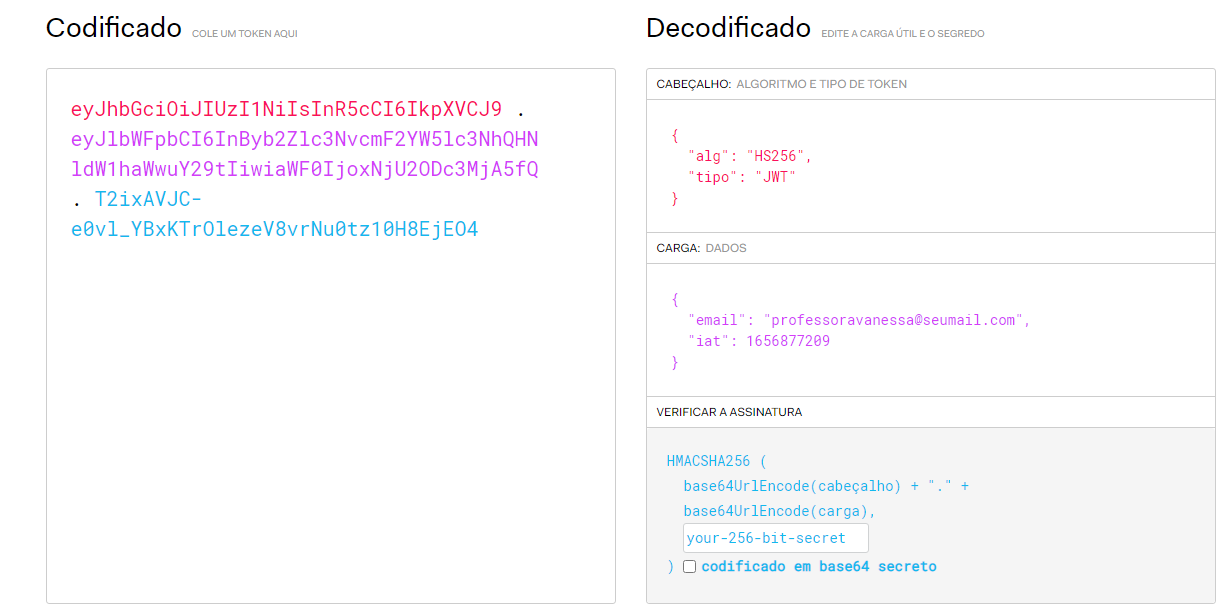 Codificado COLE UM TOKEN AQUI
eyJhbGciOiJIUzI1NiIsInR5cCI6IkpXVCJ9 .
eyJlbWFpbCI6InByb2Zlc3NvcmF2YW5lc3NhQHN
ldW1haWwuY29tIiwiaWF0IjoxNjU2ODc3MjA5fQ
. T2ixAVJC-
e0vl_YBxKTrOlezeV8vrNu0tz10H8EjEO4
Decodificado EDITE A CARGA ÚTIL E O SEGREDO
CABEÇALHO: ALGORITMO E TIPO DE TOKEN
{
"alg": "HS256",
"tipo": "JWT"
}
CARGA: DADOS
{
"email": "professoravanessa@seumail.com",
"iat": 1656877209
}
VERIFICAR A ASSINATURA
HMACSHA256 (
base64UrlEncode(cabeçalho) + "." +
base64UrlEncode(carga),
your-256-bit-secret
) codificado em base64 secreto